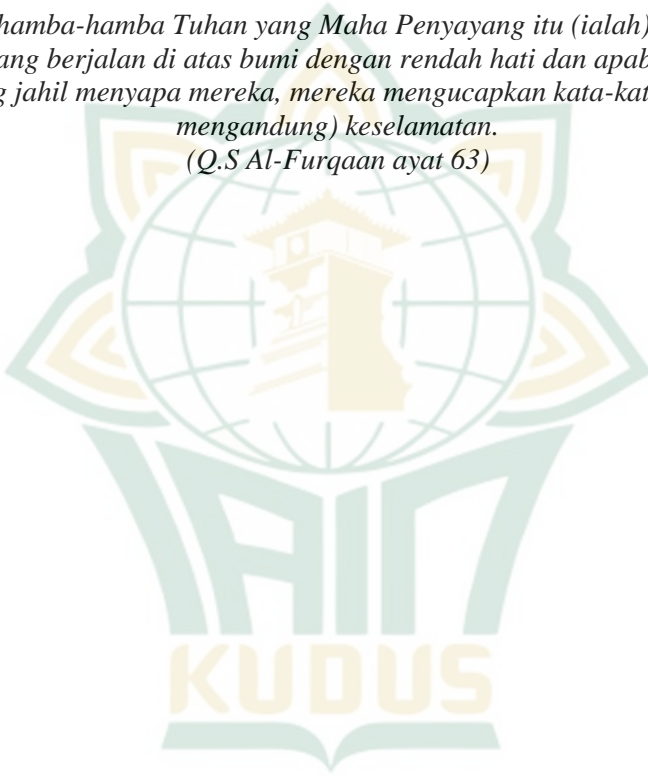 hamba-hamba Tuhan yang Maha Penyayang itu (ialah)
ang berjalan di atas bumi dengan rendah hati dan apab
g jahil menyapa mereka, mereka mengucapkan kata-kat
mengandung) keselamatan.
(Q.S Al-Furqaan ayat 63)
IAIN
KUDUS